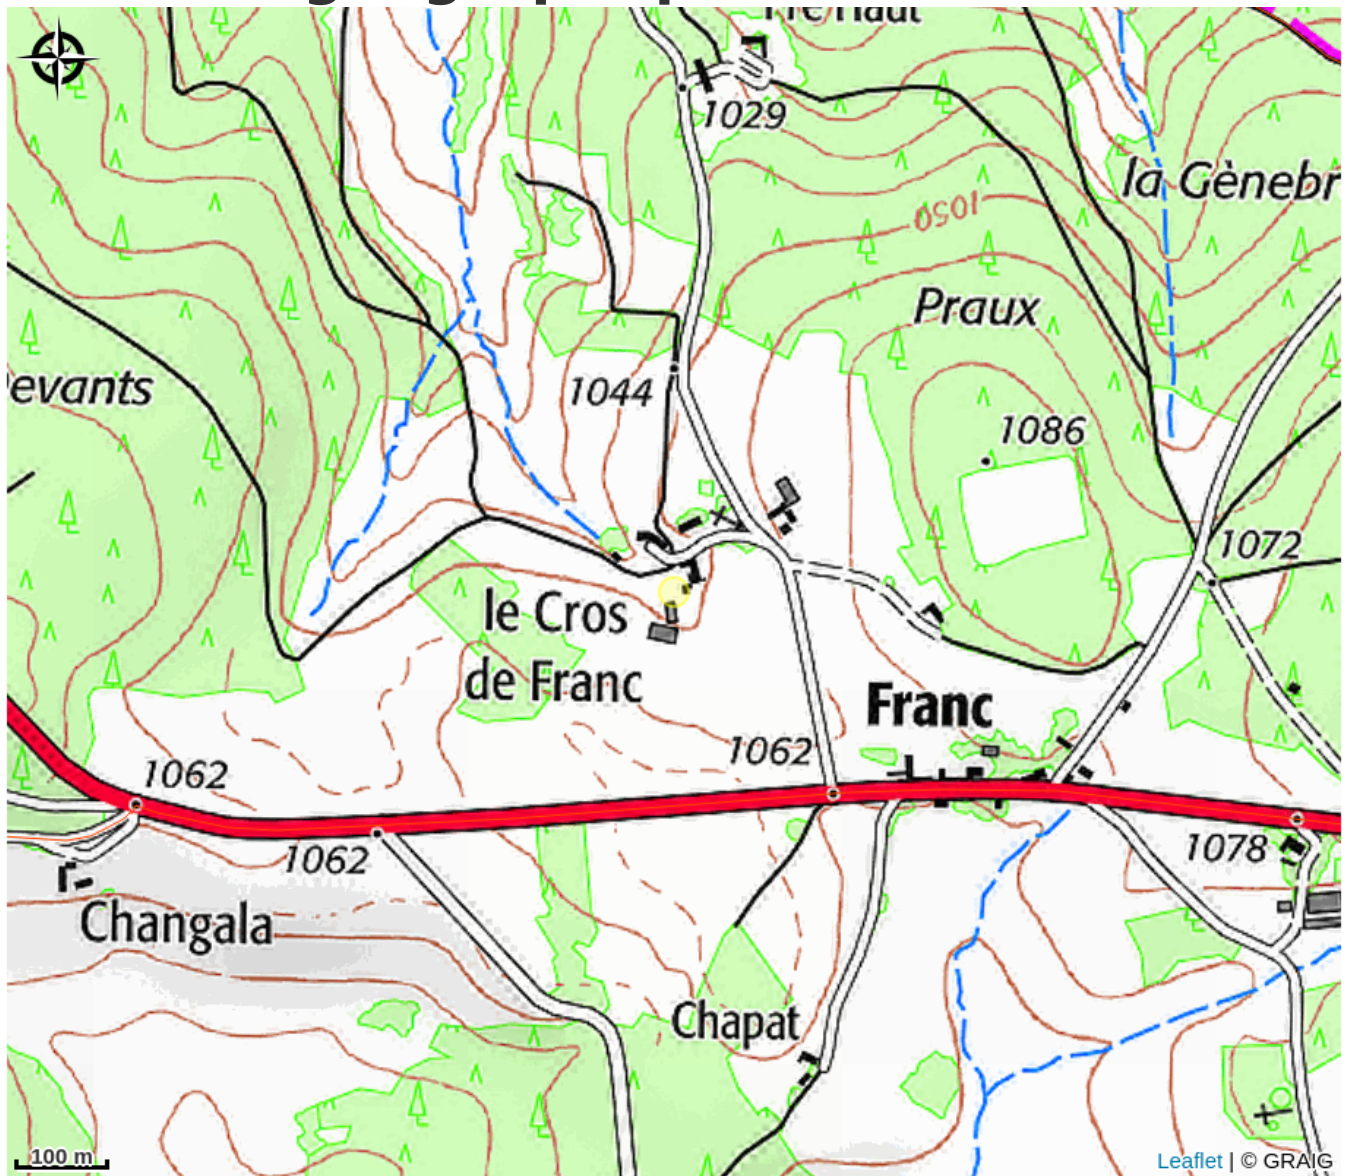 1029
la Gènebr
1050
Praux
evants
1044
1086
1072
le Cros
de Franc
Franc
1062
1062
1062
1078
Changala
Chapat
100 m
Leaflet | © GRAIG